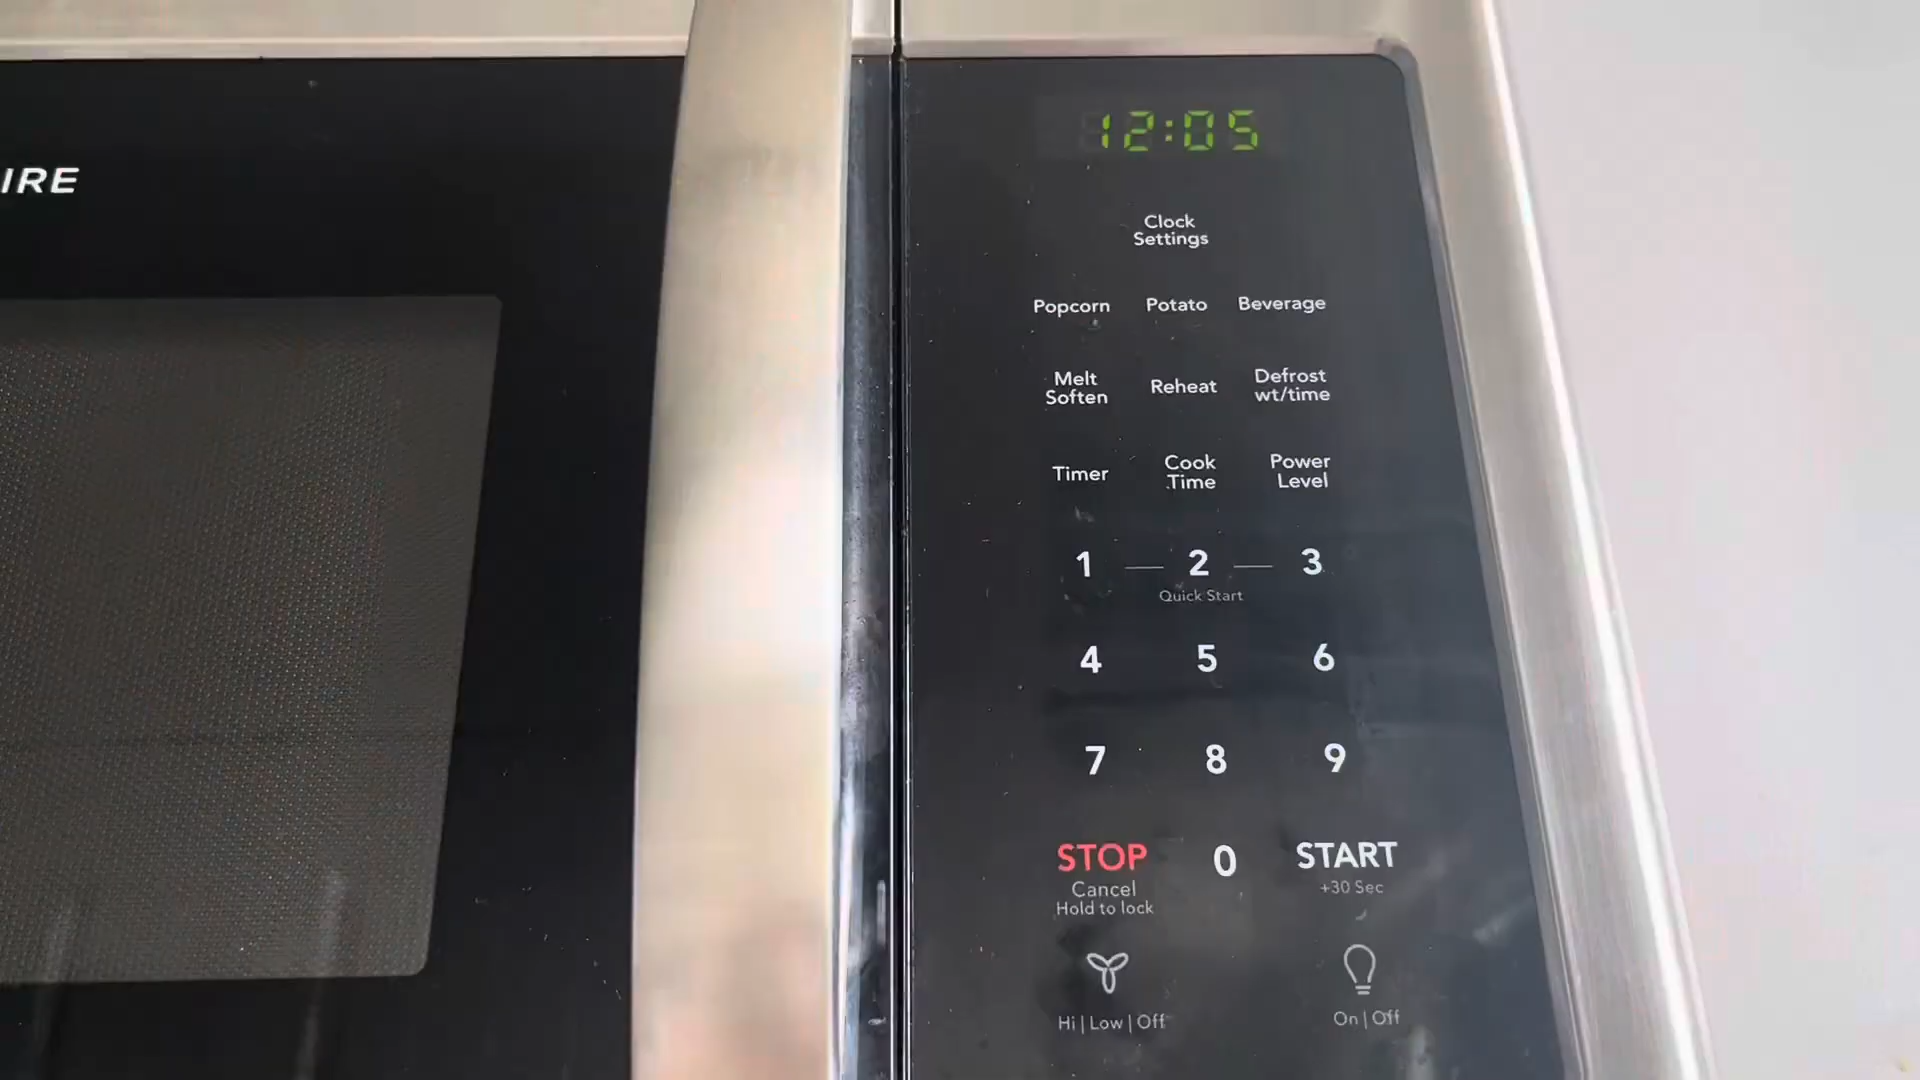 IRE
12:05
Clock
Settings
Popcorn Potato Beverage
Melt
Soften
Reheat
Defrost
wt/time
Timer
Cook
Time
Power
Level
1 2 3
Quick Start
4 5 6
7 8 9
STOP
Cancel
Hold to lock
0
START
+30 Sec
Hi | Low | Off
On | Off